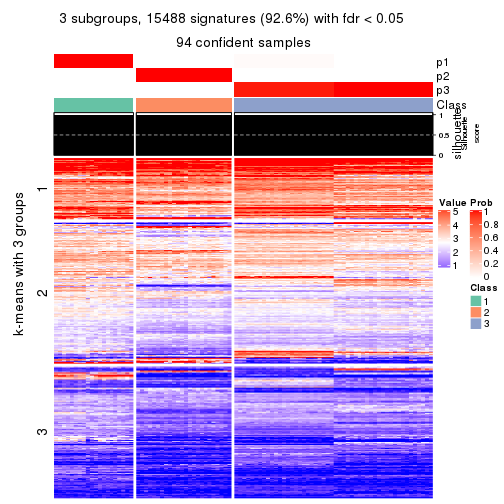 3 subgroups, 15488 signatures (92.6%) with fdr < 0.05
94 confident samples
p1
p2
p3
Class
1
0.5
0
silhouette
Silhouette
score
k-means with 3 groups
1
2
3
Value
5
4
3
2
1
Prob
1
0.8
0.6
0.4
0.2
0
Class
1
2
3